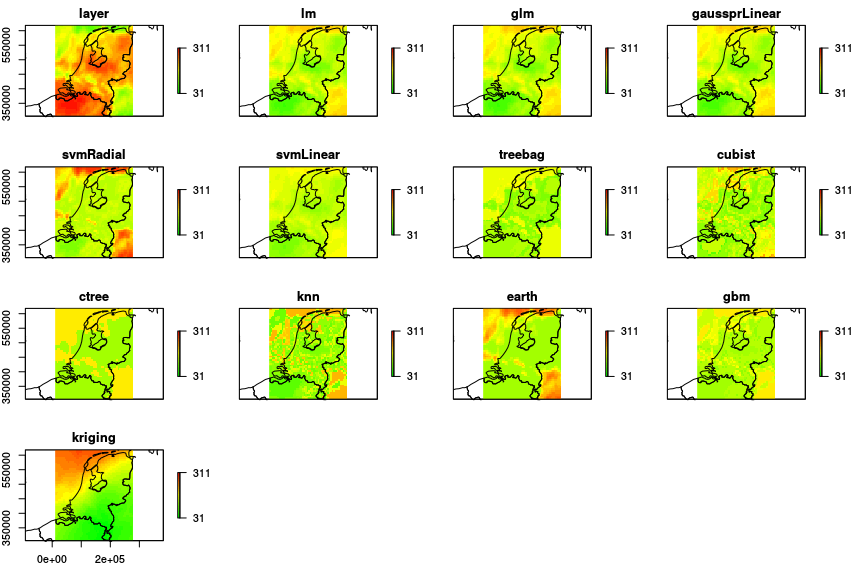 layer lm glm gaussprLinear
550000 350000 311 31 311 31 311 31 311 31
svmRadial svmLinear treebag cubist
550000 350000 311 31 311 31 311 31 311 31
ctree knn earth gbm
550000 350000 311 31 311 31 311 31 311 31
kriging
550000 350000 311 31
0e+00 2e+05